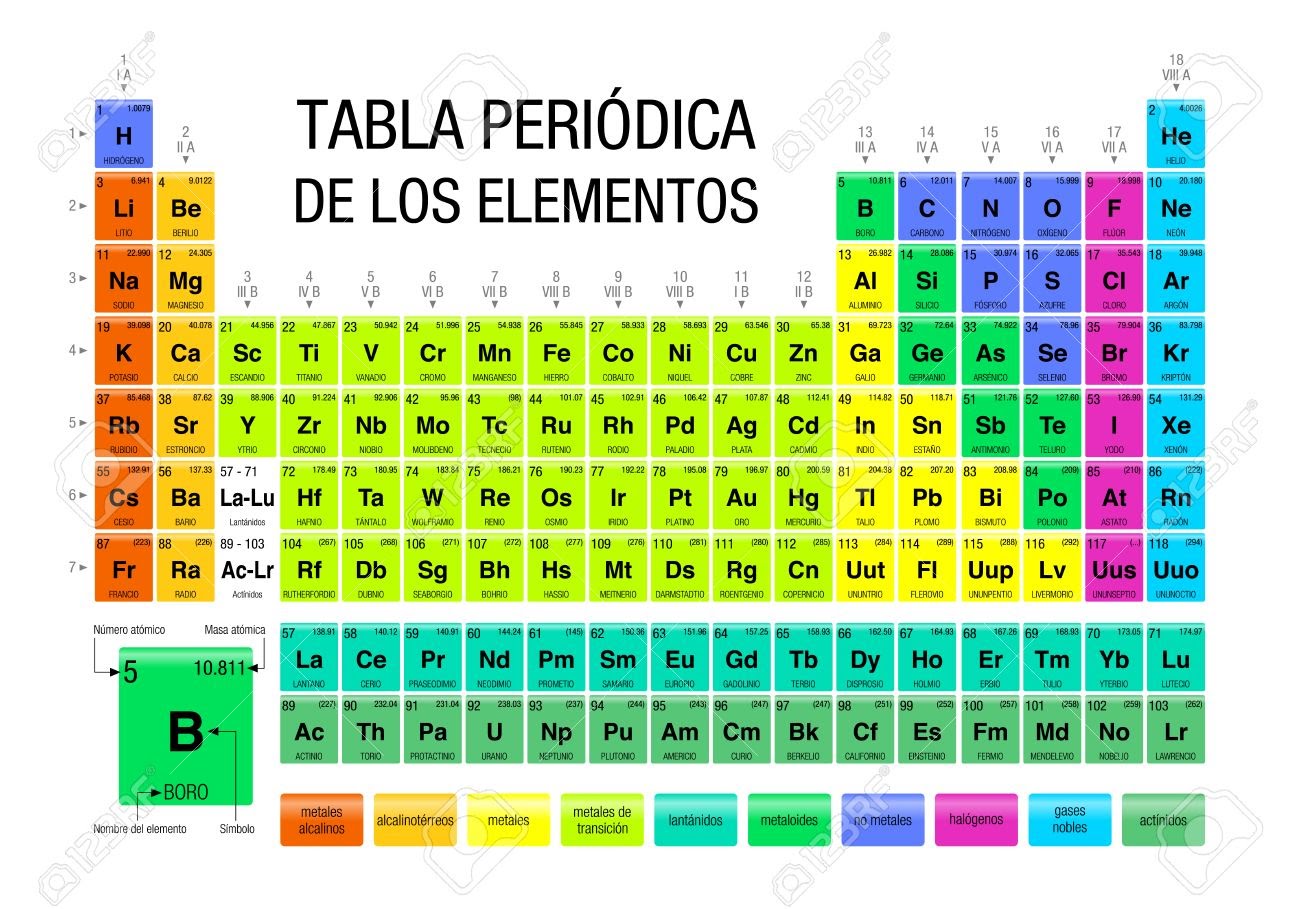 1
I A
18
VIII A
TABLA PERIÓDICA
DE LOS ELEMENTOS
1 1.0079 2 4.0026
1 H He
HIDRÓGENO HELIO
2 13 14 15 16 17
II A III A IV A V A VI A VII A
3 6.941 4 9.0122 5 10.811 6 12.011 7 14.007 8 15.999 9 18.998 10 20.180
2 Li Be B C N O F Ne
LITIO BERILIO BORO CARBONO NITRÓGENO OXÍGENO FLÚOR NEÓN
11 22.990 12 24.305 13 26.982 14 28.086 15 30.974 16 32.065 17 35.543 18 39.948
3 Na Mg Al Si P S Cl Ar
SODIO MAGNESIO ALUMINIO SILICIO FÓSFORO AZUFRE CLORO ARGÓN
3 4 5 6 7 8 9 10 11 12
III B IV B V B VI B VII B VIII B VIII B VIII B I B II B
19 39.098 20 40.078 21 44.956 22 47.867 23 50.942 24 51.996 25 54.938 26 55.845 27 58.933 28 58.693 29 63.546 30 65.38 31 69.723 32 72.64 33 74.922 34 78.96 35 79.904 36 83.798
4 K Ca Sc Ti V Cr Mn Fe Co Ni Cu Zn Ga Ge As Se Br Kr
POTASIO CALCIO ESCANDIO TITANIO VANADIO CROMO MANGANESO HIERRO COBALTO NIQUEL COBRE ZINC GALIO GERMANIO ARSÉNICO SELENIO BROMO KRIPTÓN
37 85.468 38 87.62 39 88.906 40 91.224 41 92.906 42 95.96 43 (98) 44 101.07 45 102.91 46 106.42 47 107.87 48 112.41 49 114.82 50 118.71 51 121.76 52 127.60 53 126.90 54 131.29
5 Rb Sr Y Zr Nb Mo Tc Ru Rh Pd Ag Cd In Sn Sb Te I Xe
RUBIDIO ESTRONCIO YTRIO CIRCONIO NIOBIO MOLIBDENO TECNECIO RUTENIO RODIO PALADIO PLATA CADMIO INDIO ESTAÑO ANTIMONIO TELURO YODO XENÓN
55 132.91 56 137.33 57 - 71 72 178.49 73 180.95 74 183.84 75 186.21 76 190.23 77 192.22 78 195.08 79 196.97 80 200.59 81 204.38 82 207.20 83 208.98 84 (209) 85 (210) 86 (222)
6 Cs Ba La-Lu Hf Ta W Re Os Ir Pt Au Hg Tl Pb Bi Po At Rn
CESIO BARIO Lantánidos HAFNIO TÁNTALO WOLFRAMIO RENIO OSMIO IRIDIO PLATINO ORO MERCURIO TALIO PLOMO BISMUTO POLONIO ASTATO RADÓN
87 (223) 88 (226) 89 - 103 104 (267) 105 (268) 106 (271) 107 (272) 108 (277) 109 (276) 110 (281) 111 (280) 112 (285) 113 (284) 114 (289) 115 (288) 116 (292) 117 (...) 118 (294)
7 Fr Ra Ac-Lr Rf Db Sg Bh Hs Mt Ds Rg Cn Uut Fl Uup Lv Uus Uuo
FRANCIO RADIO Actínidos RUTHERFORDIO DUBNIO SEABORGIO BOHRIO HASSIO MEITNERIO DARMSTADTIO ROENTGENIO COPERNICIO UNUNTRIO FLEROVIO UNUNPENTIO LIVERMORIO UNUNSEPTIO UNUNOCTIO
57 138.91 58 140.12 59 140.91 60 144.24 61 (145) 62 150.36 63 151.96 64 157.25 65 158.93 66 162.50 67 164.93 68 167.26 69 168.93 70 173.05 71 174.97
La Ce Pr Nd Pm Sm Eu Gd Tb Dy Ho Er Tm Yb Lu
LANTANO CERIO PRASEODIMIO NEODIMIO PROMETIO SAMARIO EUROPIO GADOLINIO TERBIO DISPROSIO HOLMIO ERBIO TULIO YTERBIO LUTECIO
89 (227) 90 232.04 91 231.04 92 238.03 93 (237) 94 (244) 95 (243) 96 (247) 97 (247) 98 (251) 99 (252) 100 (257) 101 (258) 102 (259) 103 (262)
Ac Th Pa U Np Pu Am Cm Bk Cf Es Fm Md No Lr
ACTINIO TORIO PROTACTINIO URANIO NEPTUNIO PLUTONIO AMERICIO CURIO BERKELIO CALIFORNIO EINSTEINIO FERMIO MENDELEVIO NOBELIO LAWRENCIO
Número atómico Masa atómica
5 10.811
B
BORO
Nombre del elemento Símbolo
metales alcalinos
alcalinotérreos
metales
metales de transición
lantánidos
metaloides
no metales
halógenos
gases nobles
actínidos
123RF